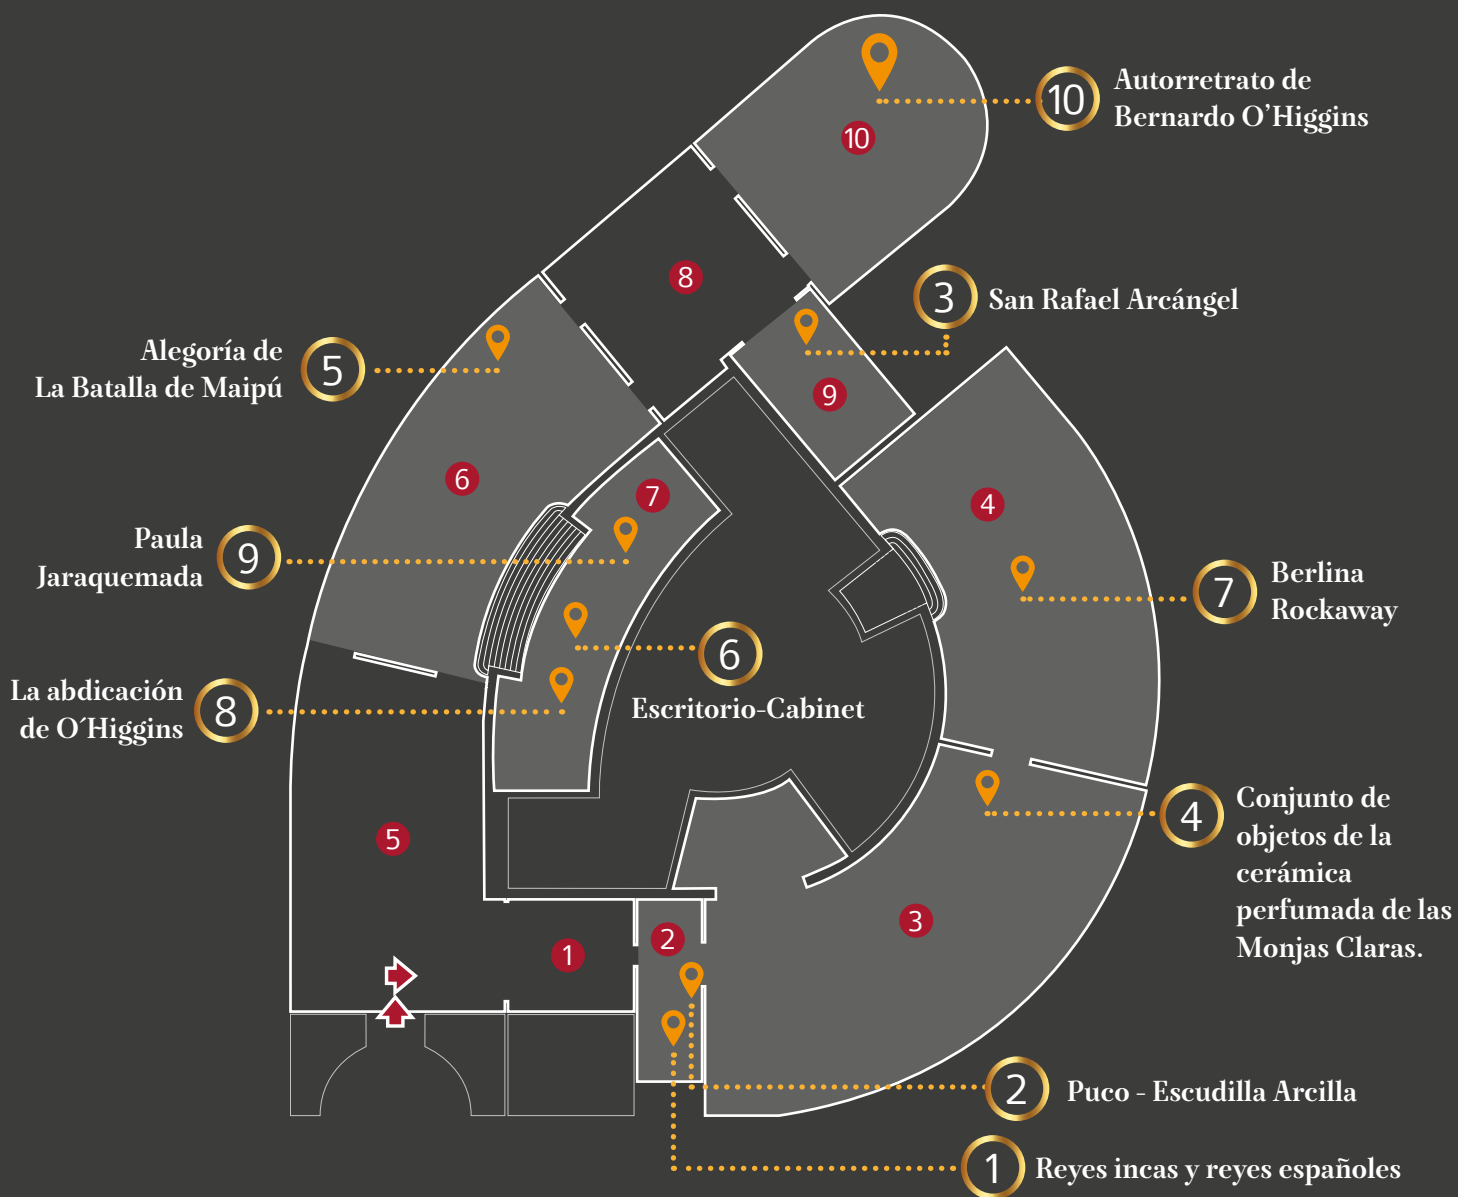 10
Autorretrato de
Bernardo O’Higgins
10
8
3
San Rafael Arcángel
Alegoría de
La Batalla de Maipú
5
9
6
7
4
Paula
Jaraquemada
9
7
Berlina
Rockaway
6
Escritorio-Cabinet
La abdicación
de O´Higgins
8
5
4
Conjunto de
objetos de la
cerámica
perfumada de las
Monjas Claras.
3
2
1
2
Puco - Escudilla Arcilla
1
Reyes incas y reyes españoles